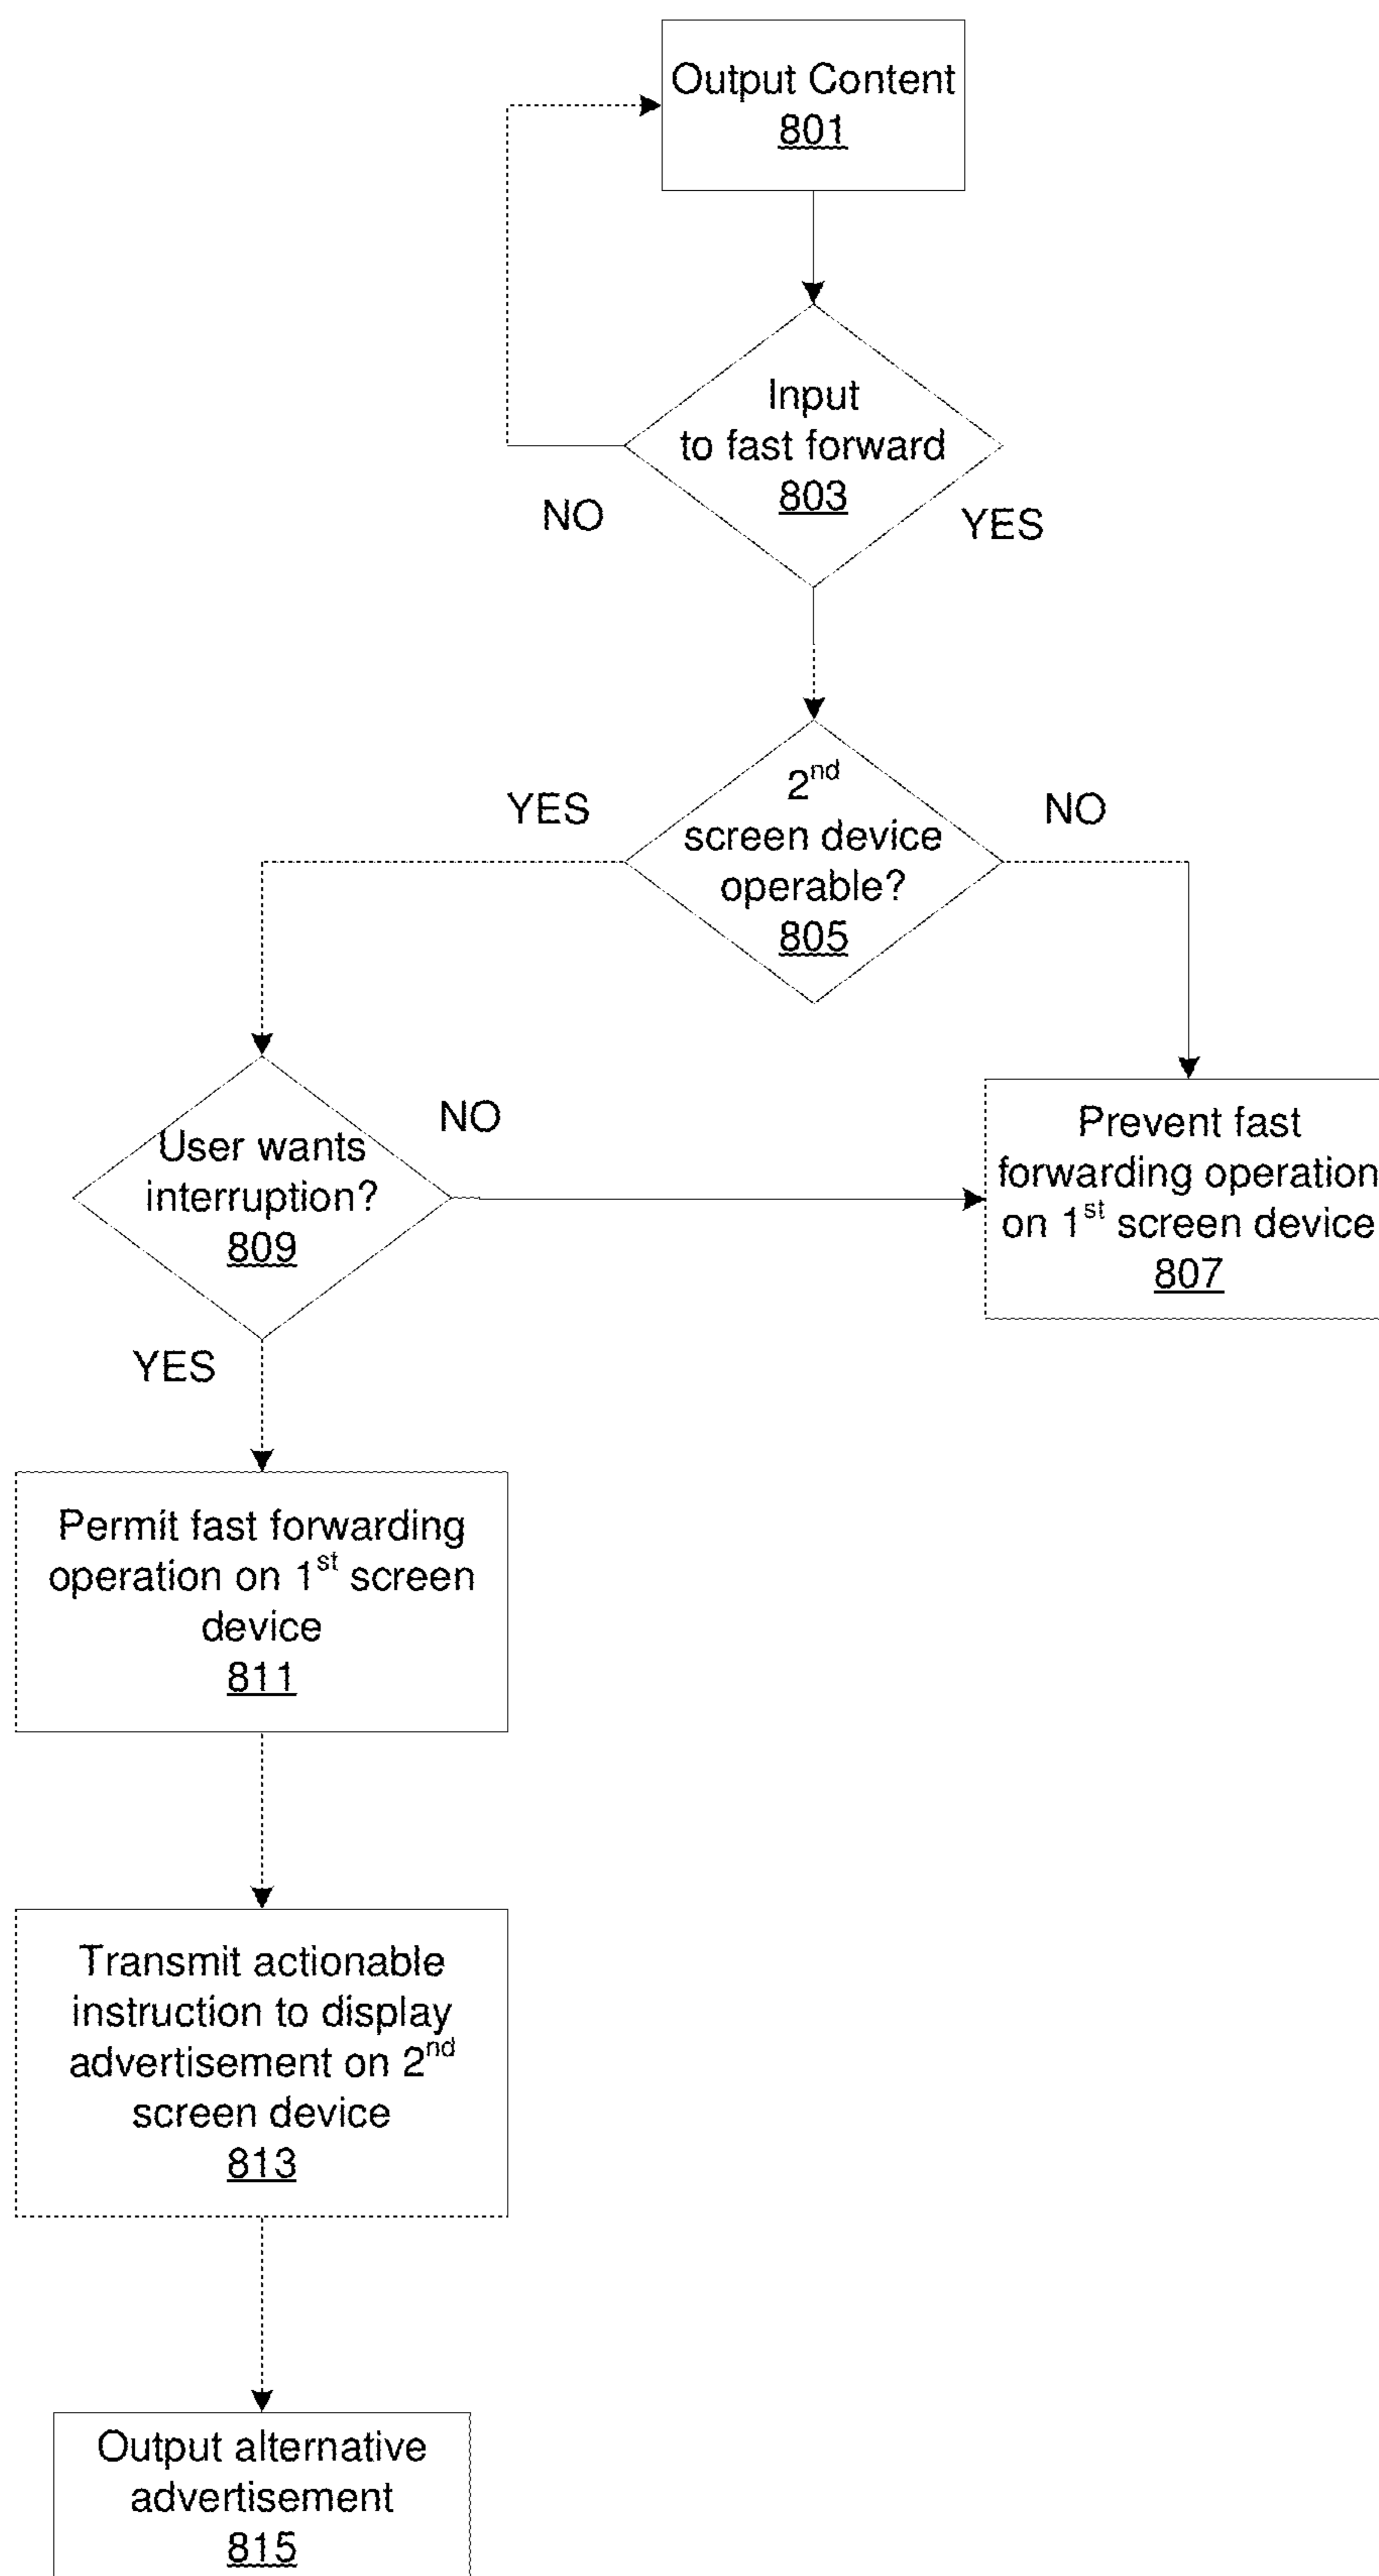 Output Content
801
Input
to fast forward
803
NO
YES
2nd
screen device
operable?
805
YES
NO
User wants
interruption?
809
NO
YES
Prevent fast
forwarding operation
on 1st screen device
807
Permit fast forwarding
operation on 1st screen
device
811
Transmit actionable
instruction to display
advertisement on 2nd
screen device
813
Output alternative
advertisement
815